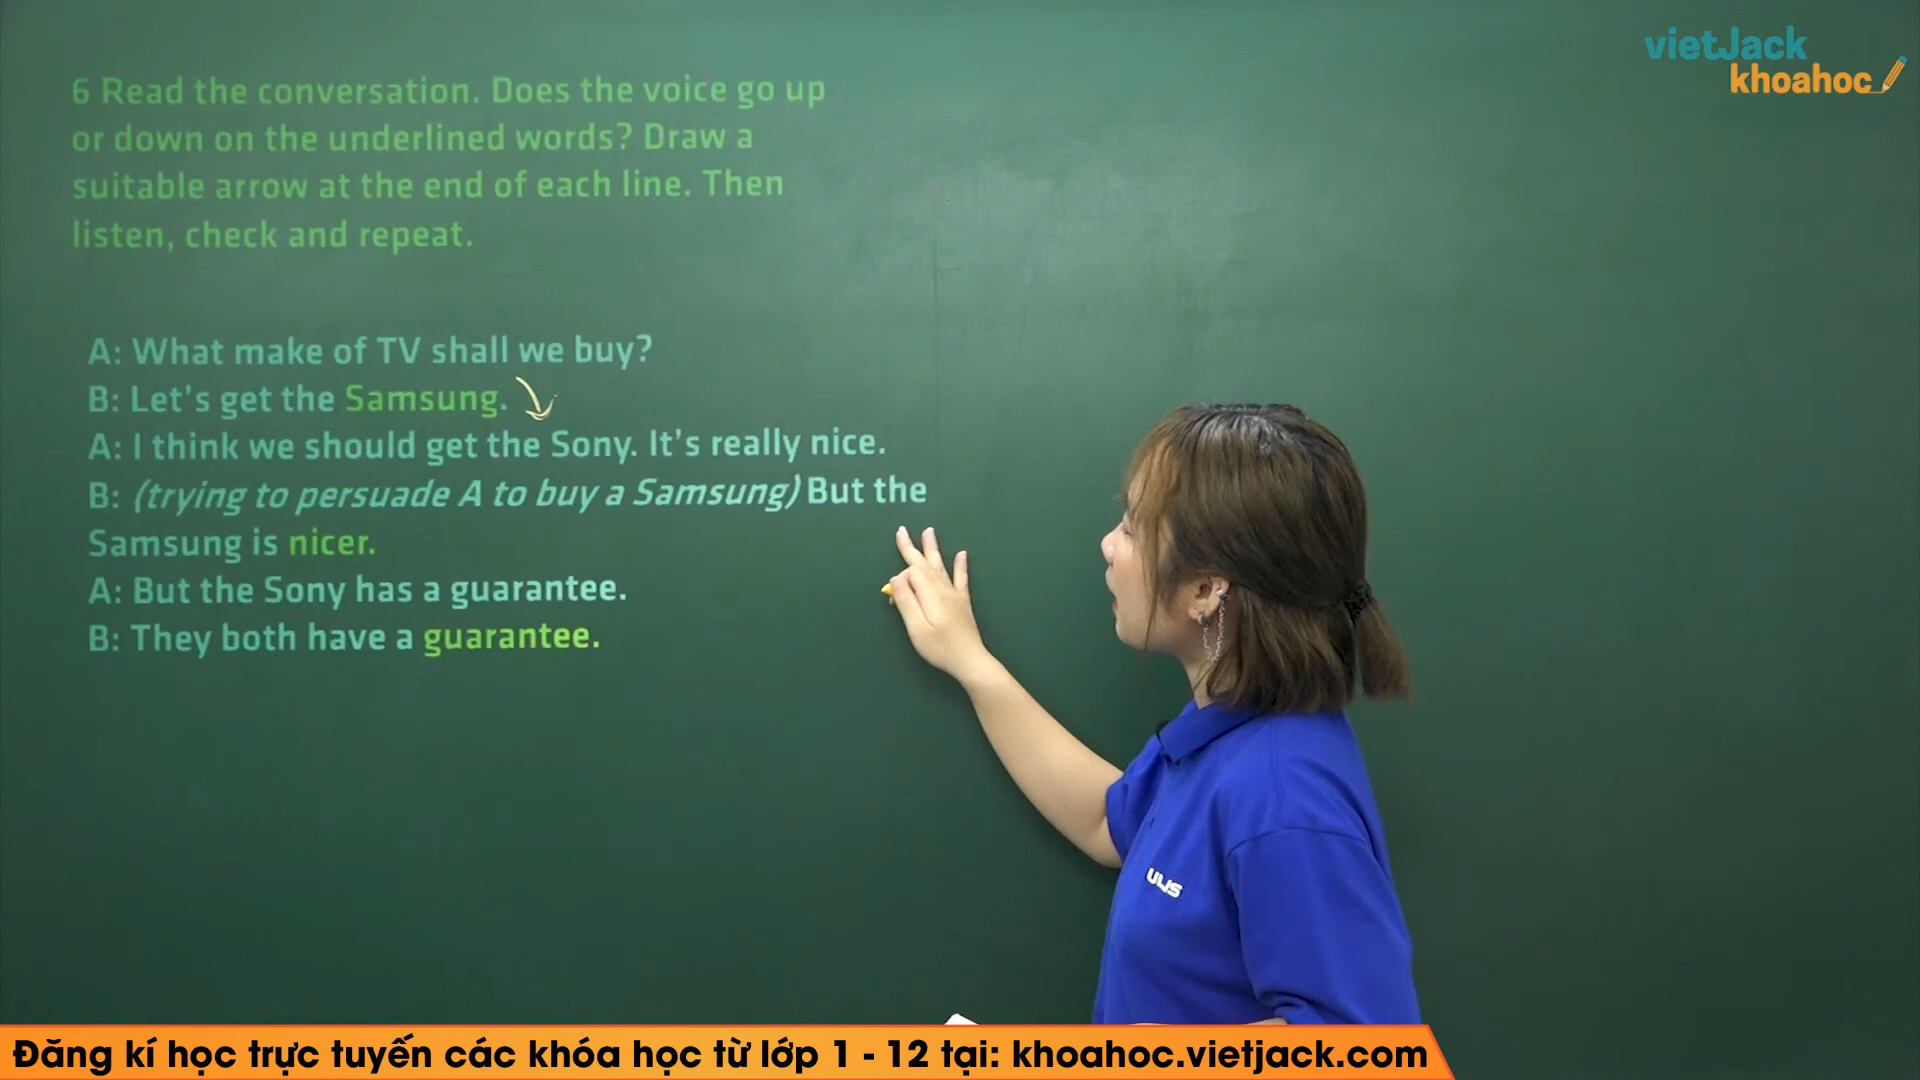 vietJack
khoahoc
6 Read the conversation. Does the voice go up
or down on the underlined words? Draw a
suitable arrow at the end of each line. Then
listen, check and repeat.
A: What make of TV shall we buy?
B: Let's get the Samsung.
A: I think we should get the Sony. It's really nice.
B: (trying to persuade A to buy a Samsung) But the
Samsung is nicer.
A: But the Sony has a guarantee.
B: They both have a guarantee.
ULIS
Đăng kí học trực tuyến các khóa học từ lớp 1 - 12 tại: khoahoc.vietjack.com